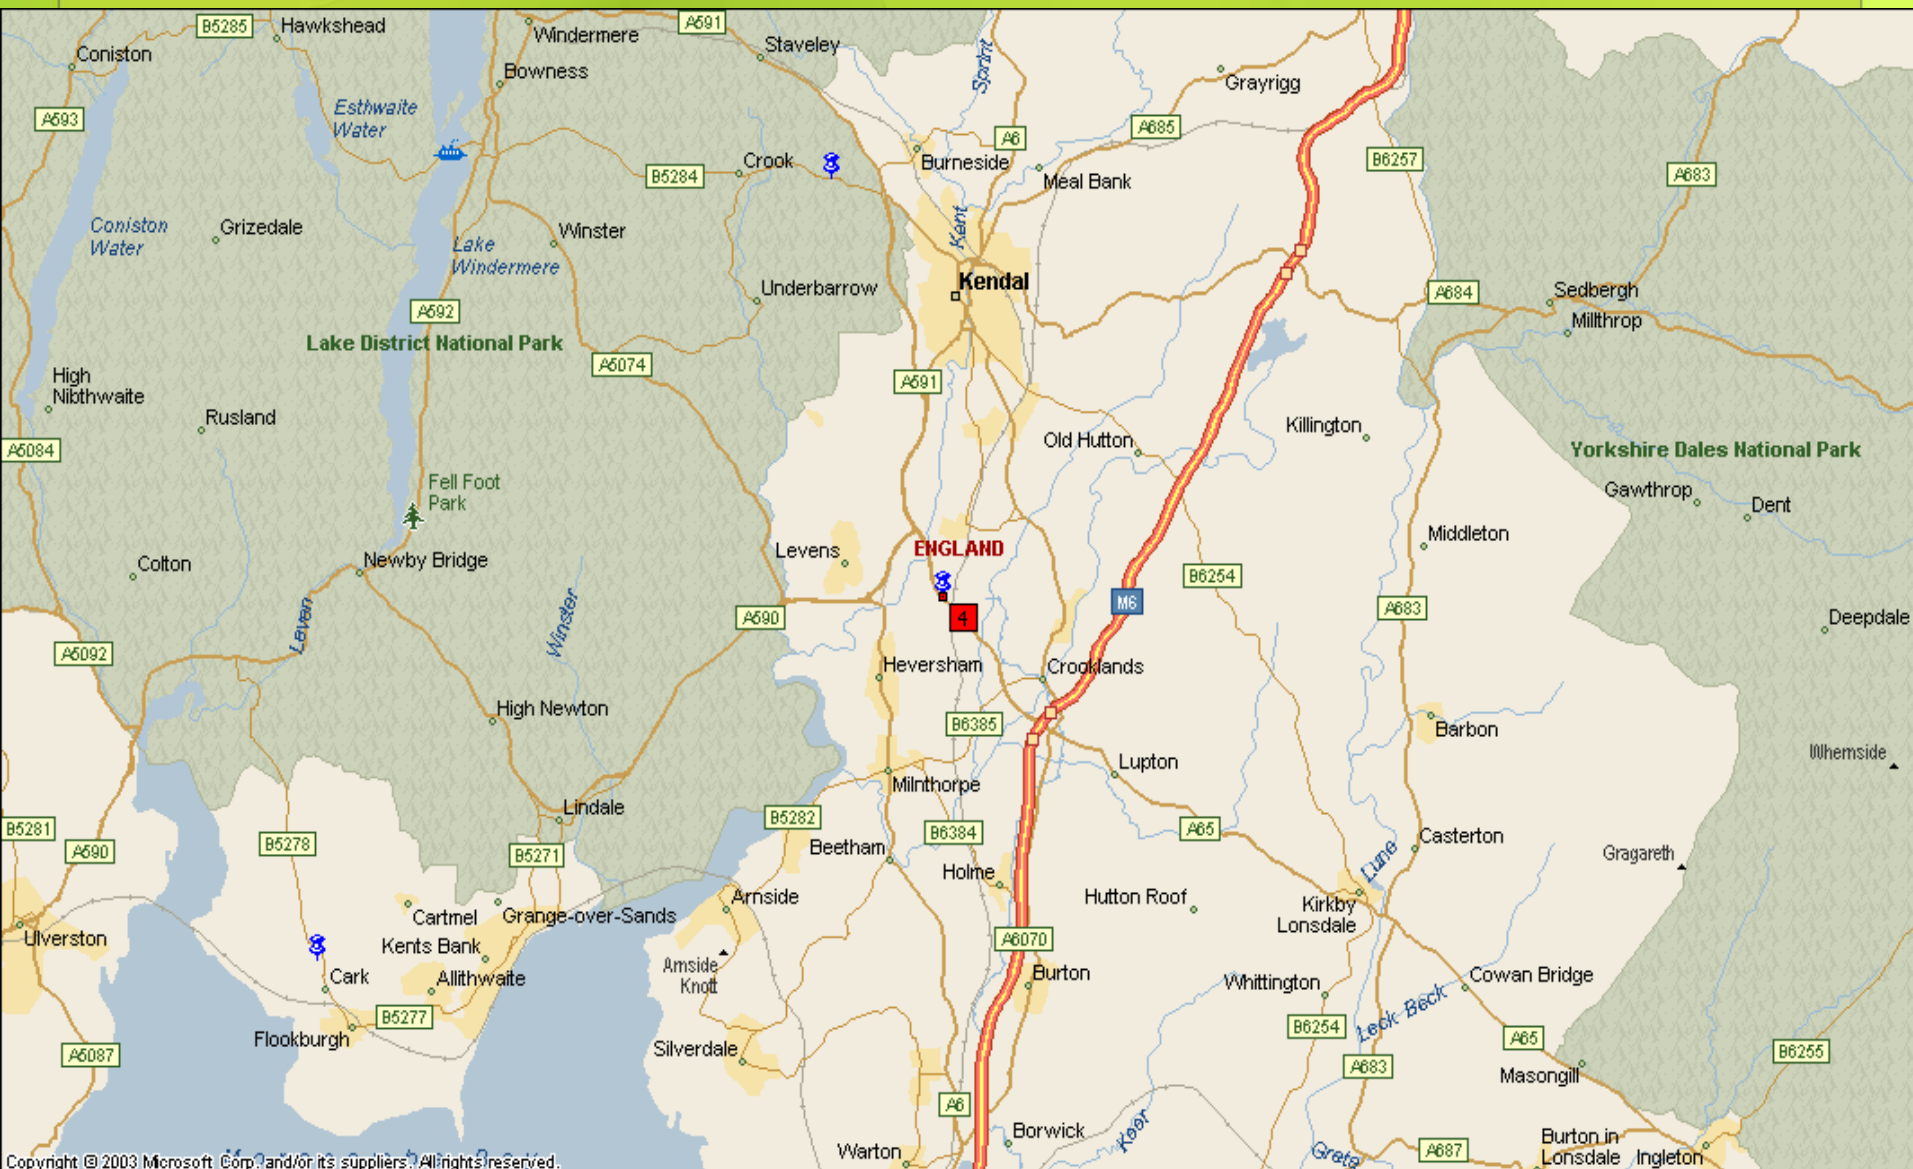 B5285
Hawkshead
A591
Windermere
Staveley
Coniston
Bowness
Sprint
Grayrigg
Esthwaite
Water
A593
A6
A685
B6257
A683
B5284
Crook
Burneside
Meal Bank
Coniston
Water
Grizedale
Lake
Windermere
Winster
Kent
Kendal
Underbarrow
A684
Sedbergh
Millthrop
A592
Lake District National Park
A5074
A591
High
Nibthwaite
Rusland
A5084
Old Hutton
Killington
Yorkshire Dales National Park
Gawthrop
Dent
Fell Foot
Park
Middleton
Levens
ENGLAND
Colton
Newby Bridge
B6254
M6
A683
Leven
Winster
A590
4
Deepdale
A5092
Heversham
Crooklands
High Newton
B6385
Barbon
Whernside
Lupton
Milnthorpe
Lindale
B5282
B5281
A590
B5278
B5271
B6384
A65
Casterton
Gragareth
Beetham
Holme
Lune
Arnside
Hutton Roof
Kirkby
Lonsdale
Cartmel
Grange-over-Sands
Ulverston
Kents Bank
A6070
Arnside
Knott
Cark
Allithwaite
Burton
Whittington
Cowan Bridge
Leck Beck
B5277
B6254
Flookburgh
A5087
Silverdale
A65
B6255
A683
Masongill
A6
Borwick
Keer
Warton
Greta
A687
Burton in
Lonsdale
Ingleton
Copyright © 2003 Microsoft Corp. and/or its suppliers. All rights reserved.